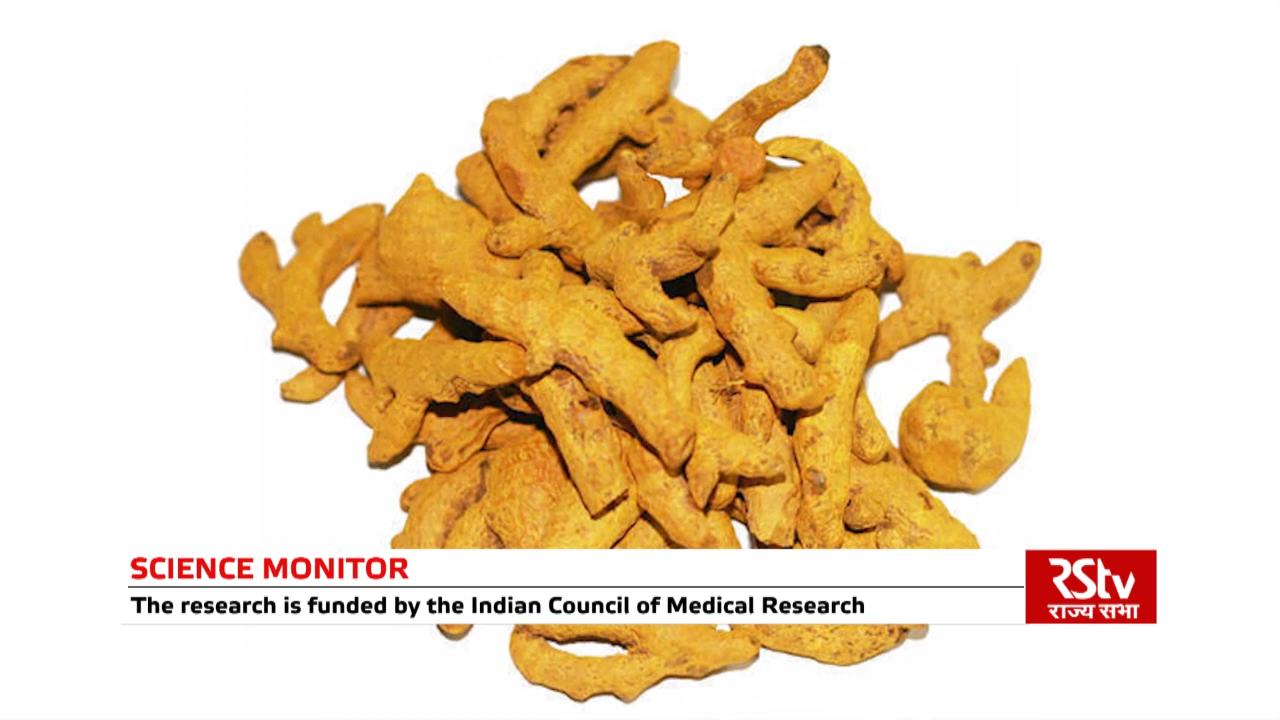 SCIENCE MONITOR
The research is funded by the Indian Council of Medical Research
RStv
राज्य सभा